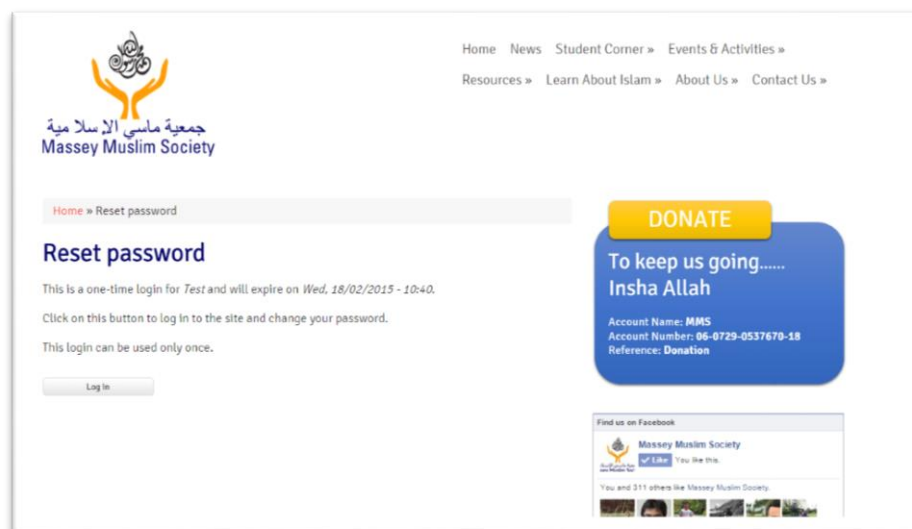 Home News Student Corner » Events & Activities »
Resources » Learn About Islam » About Us » Contact Us »
جمعية ماسي الإسلامية
Massey Muslim Society
Home » Reset password
Reset password
This is a one-time login for Test and will expire on Wed, 18/02/2015 - 10:40.
Click on this button to log in to the site and change your password.
This login can be used only once.
Log in
DONATE
To keep us going......
Insha Allah
Account Name: MMS
Account Number: 06-0729-0537670-18
Reference: Donation
Find us on Facebook
Massey Muslim Society
Like You like this.
You and 311 others like Massey Muslim Society.